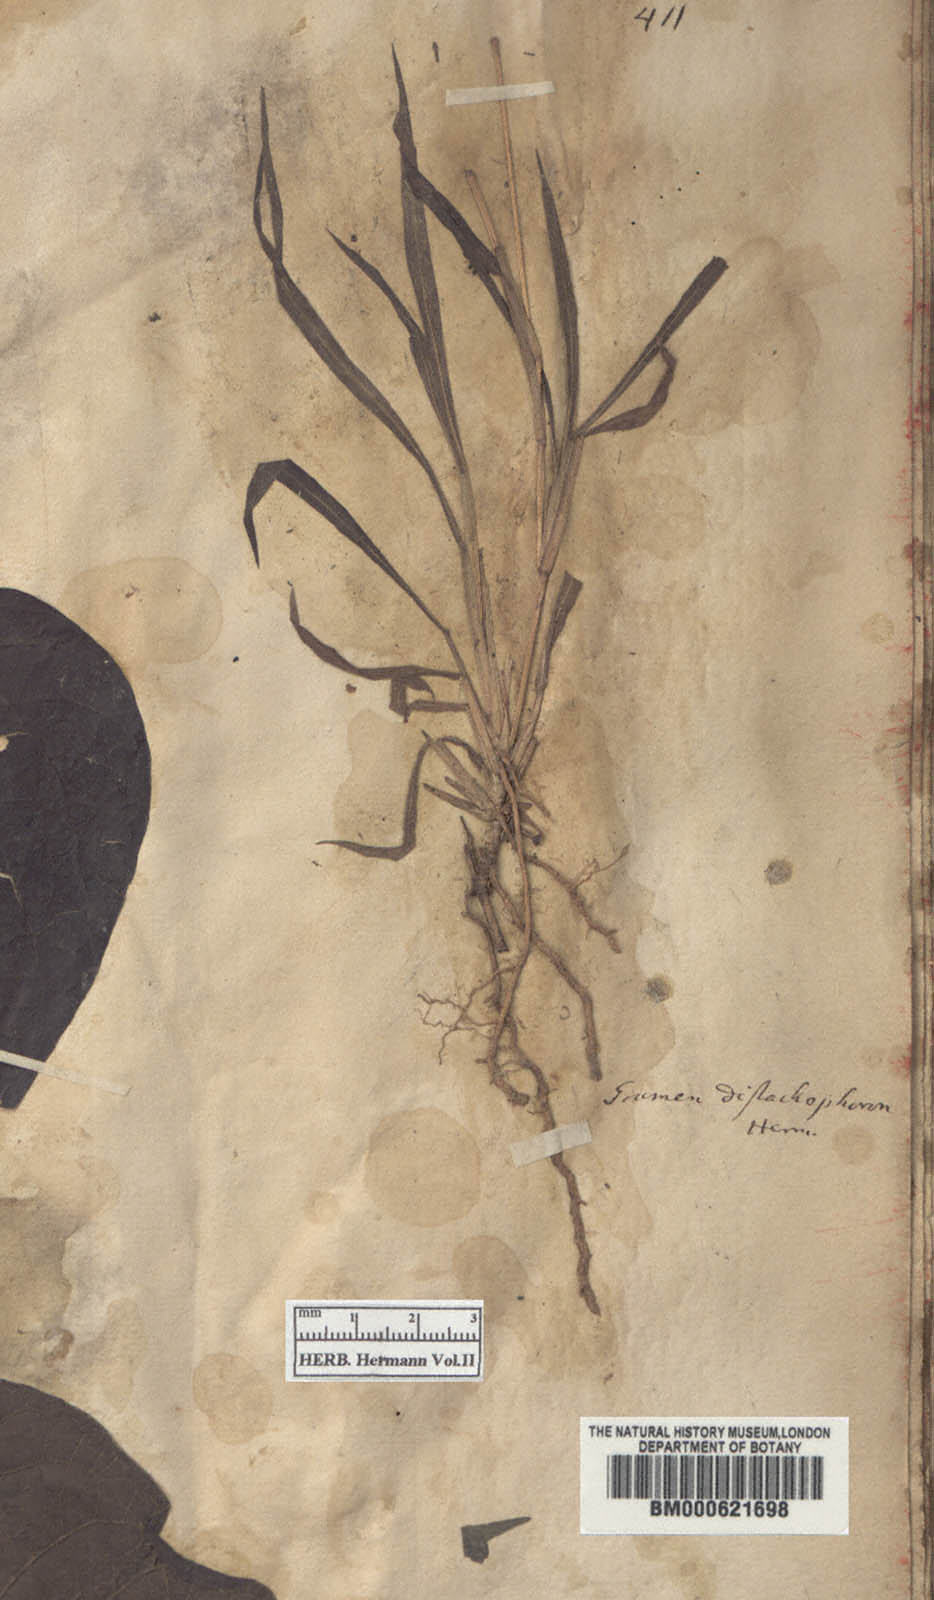 411
Gramen distachophoron
Herm.
mm 1 2 3
HERB. Hermann Vol.II
THE NATURAL HISTORY MUSEUM,LONDON
DEPARTMENT OF BOTANY
BM000621698